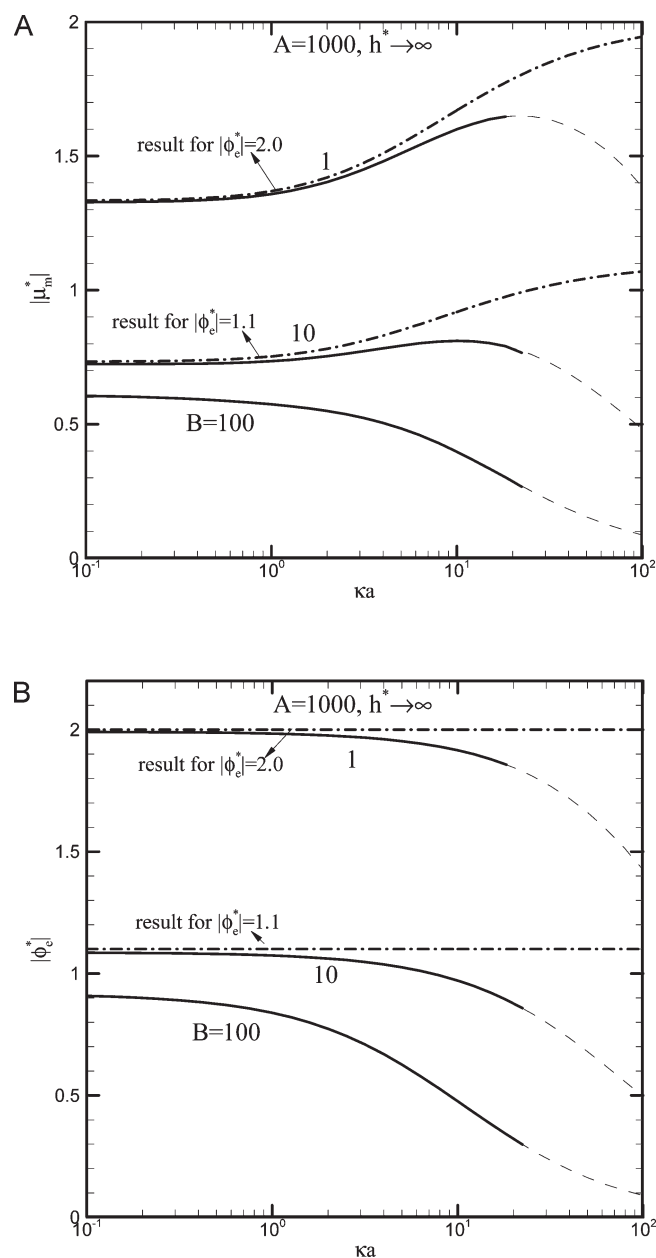 A
A=1000, h*→∞
2
result for |ϕₑ*|=2.0
1
1.5
|μₘ*|
1
result for |ϕₑ*|=1.1
10
0.5
B=100
0
10⁻¹ 10⁰ 10¹ 10²
κa
B
A=1000, h*→∞
2
result for |ϕₑ*|=2.0
1
1.5
result for |ϕₑ*|=1.1
|ϕₑ*|
1
10
B=100
0.5
0
10⁻¹ 10⁰ 10¹ 10²
κa